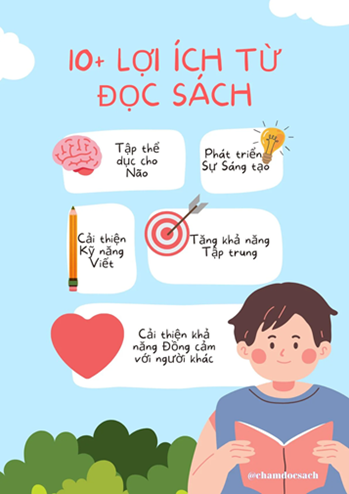 10+ LỢI ÍCH TỪ
ĐỌC SÁCH
Tập thể
dục cho
Não
Phát triển
Sự Sáng tạo
Cải thiện
Kỹ năng
Viết
Tăng khả năng
Tập trung
Cải thiện khả
năng Đồng cảm
với người khác
@chamdocsach